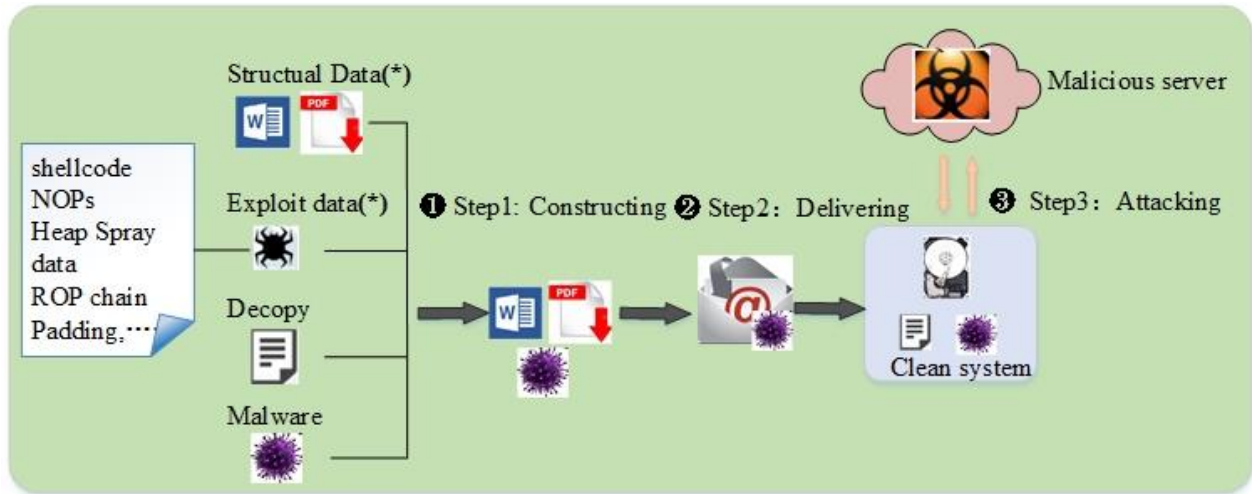 Structual Data(*)
W PDF
shellcode
NOPs
Heap Spray
data
ROP chain
Padding,····
Exploit data(*)
Decopy
Malware
❶ Step1: Constructing
W PDF
❷ Step2：Delivering
@
❸ Step3：Attacking
Malicious server
Clean system